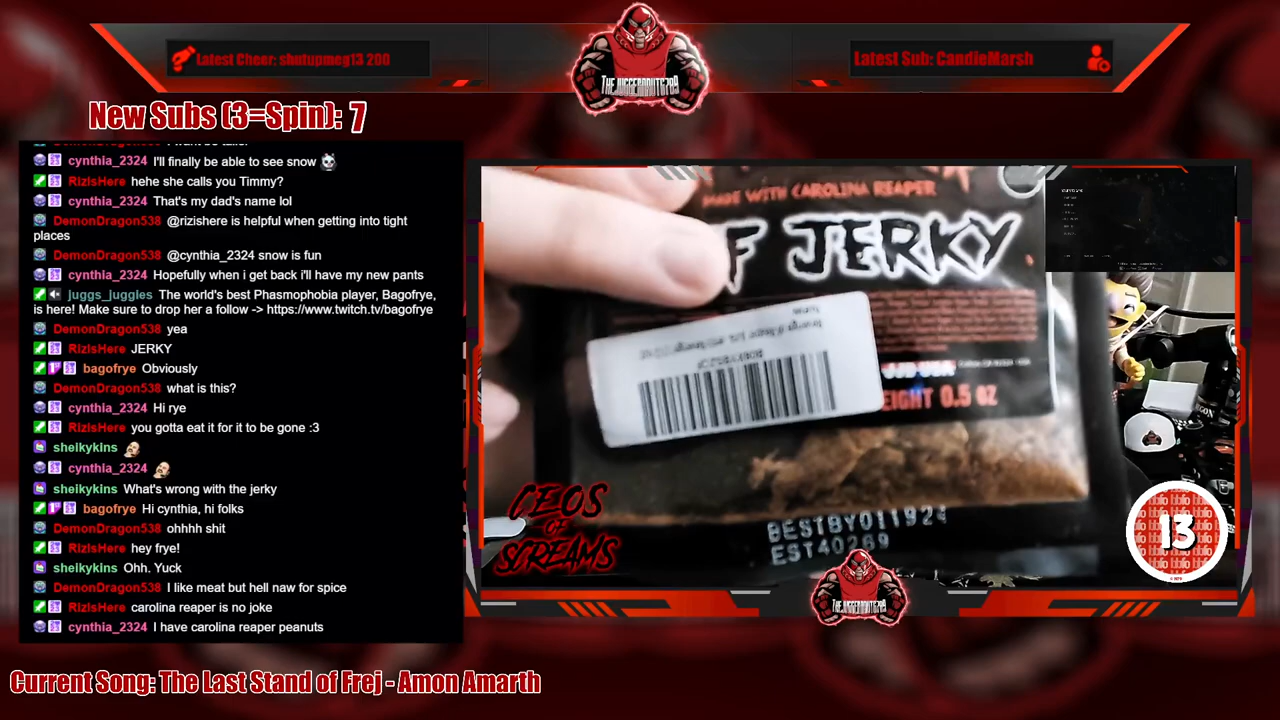 Latest Cheer: shutupmeg13 200
THEJUGGERNAUT6789
Latest Sub: CandieMarsh
New Subs (3=Spin): 7
cynthia_2324 I'll finally be able to see snow
RizIsHere hehe she calls you Timmy?
cynthia_2324 That's my dad's name lol
DemonDragon538 @rizishere is helpful when getting into tight
places
DemonDragon538 @cynthia_2324 snow is fun
cynthia_2324 Hopefully when i get back i'll have my new pants
juggs_juggles The world's best Phasmophobia player, Bagofrye,
is here! Make sure to drop her a follow -> https://www.twitch.tv/bagofrye
DemonDragon538 yea
RizIsHere JERKY
bagofrye Obviously
DemonDragon538 what is this?
cynthia_2324 Hi rye
RizIsHere you gotta eat it for it to be gone :3
sheikykins
cynthia_2324
sheikykins What's wrong with the jerky
bagofrye Hi cynthia, hi folks
DemonDragon538 ohhhh shit
RizIsHere hey frye!
sheikykins Ohh. Yuck
DemonDragon538 I like meat but hell naw for spice
RizIsHere carolina reaper is no joke
cynthia_2324 I have carolina reaper peanuts
MADE WITH CAROLINA REAPER
F JERKY
EIGHT 0.5 OZ
BESTBY011924
EST40269
CEOS
OF
SCREAMS
13
THEJUGGERNAUT6789
Current Song: The Last Stand of Frej - Amon Amarth